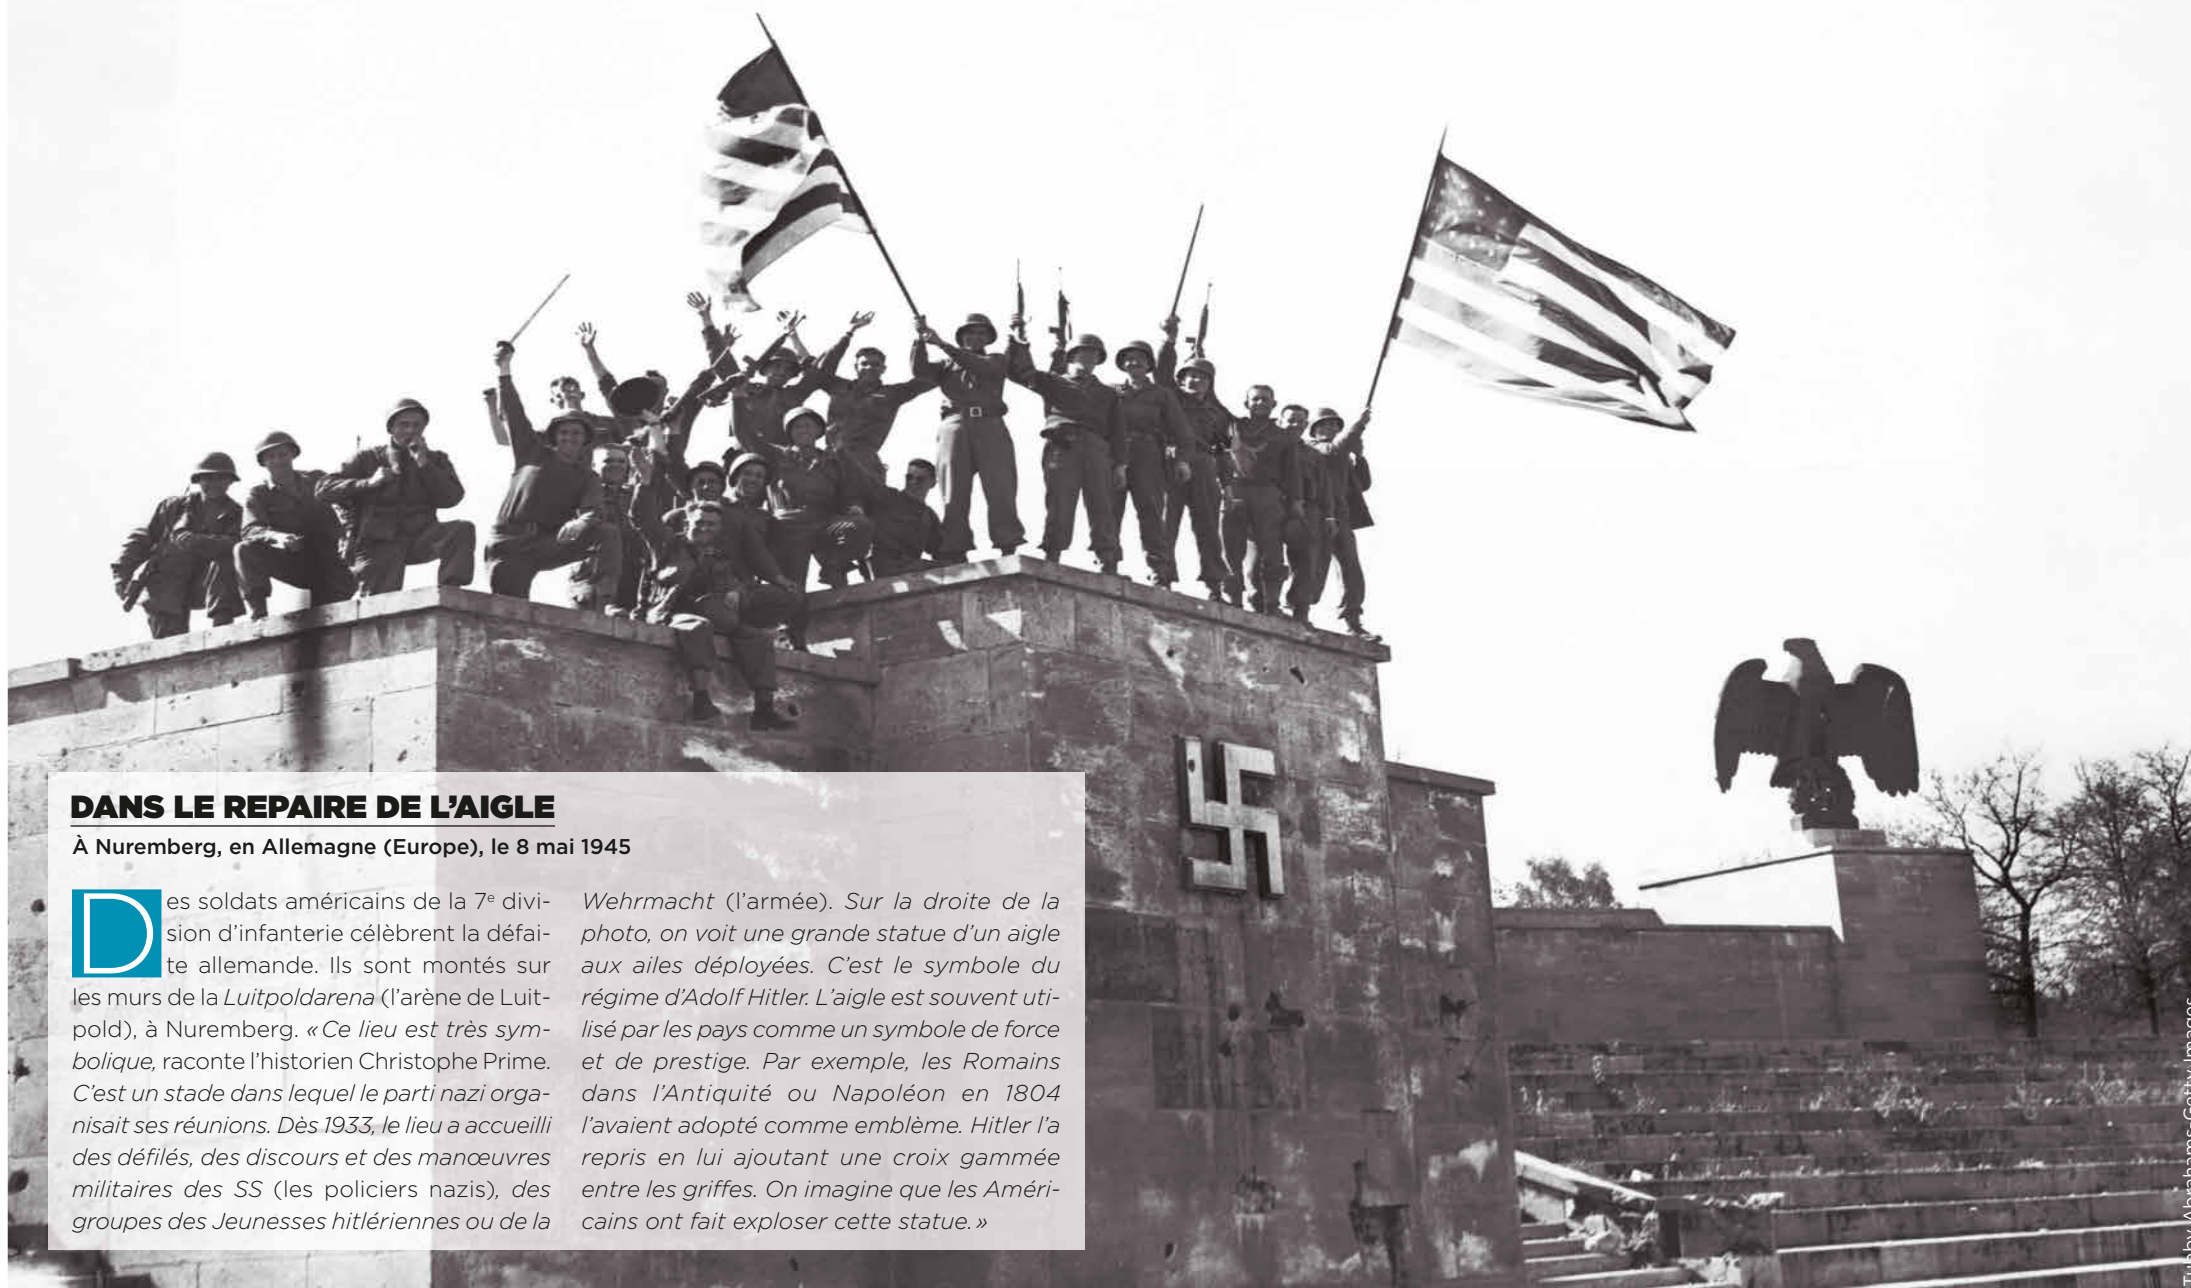 DANS LE REPAIRE DE L'AIGLE
À Nuremberg, en Allemagne (Europe), le 8 mai 1945
Des soldats américains de la 7e divi-
sion d'infanterie célèbrent la défai-
te allemande. Ils sont montés sur
les murs de la Luitpoldarena (l'arène de Luit-
pold), à Nuremberg. « Ce lieu est très sym-
bolique, raconte l'historien Christophe Prime.
C'est un stade dans lequel le parti nazi orga-
nisait ses réunions. Dès 1933, le lieu a accueilli
des défilés, des discours et des manœuvres
militaires des SS (les policiers nazis), des
groupes des Jeunesses hitlériennes ou de la
Wehrmacht (l'armée). Sur la droite de la
photo, on voit une grande statue d'un aigle
aux ailes déployées. C'est le symbole du
régime d'Adolf Hitler. L'aigle est souvent uti-
lisé par les pays comme un symbole de force
et de prestige. Par exemple, les Romains
dans l'Antiquité ou Napoléon en 1804
l'avaient adopté comme emblème. Hitler l'a
repris en lui ajoutant une croix gammée
entre les griffes. On imagine que les Améri-
cains ont fait exploser cette statue. »
Abrahams-Getty Images